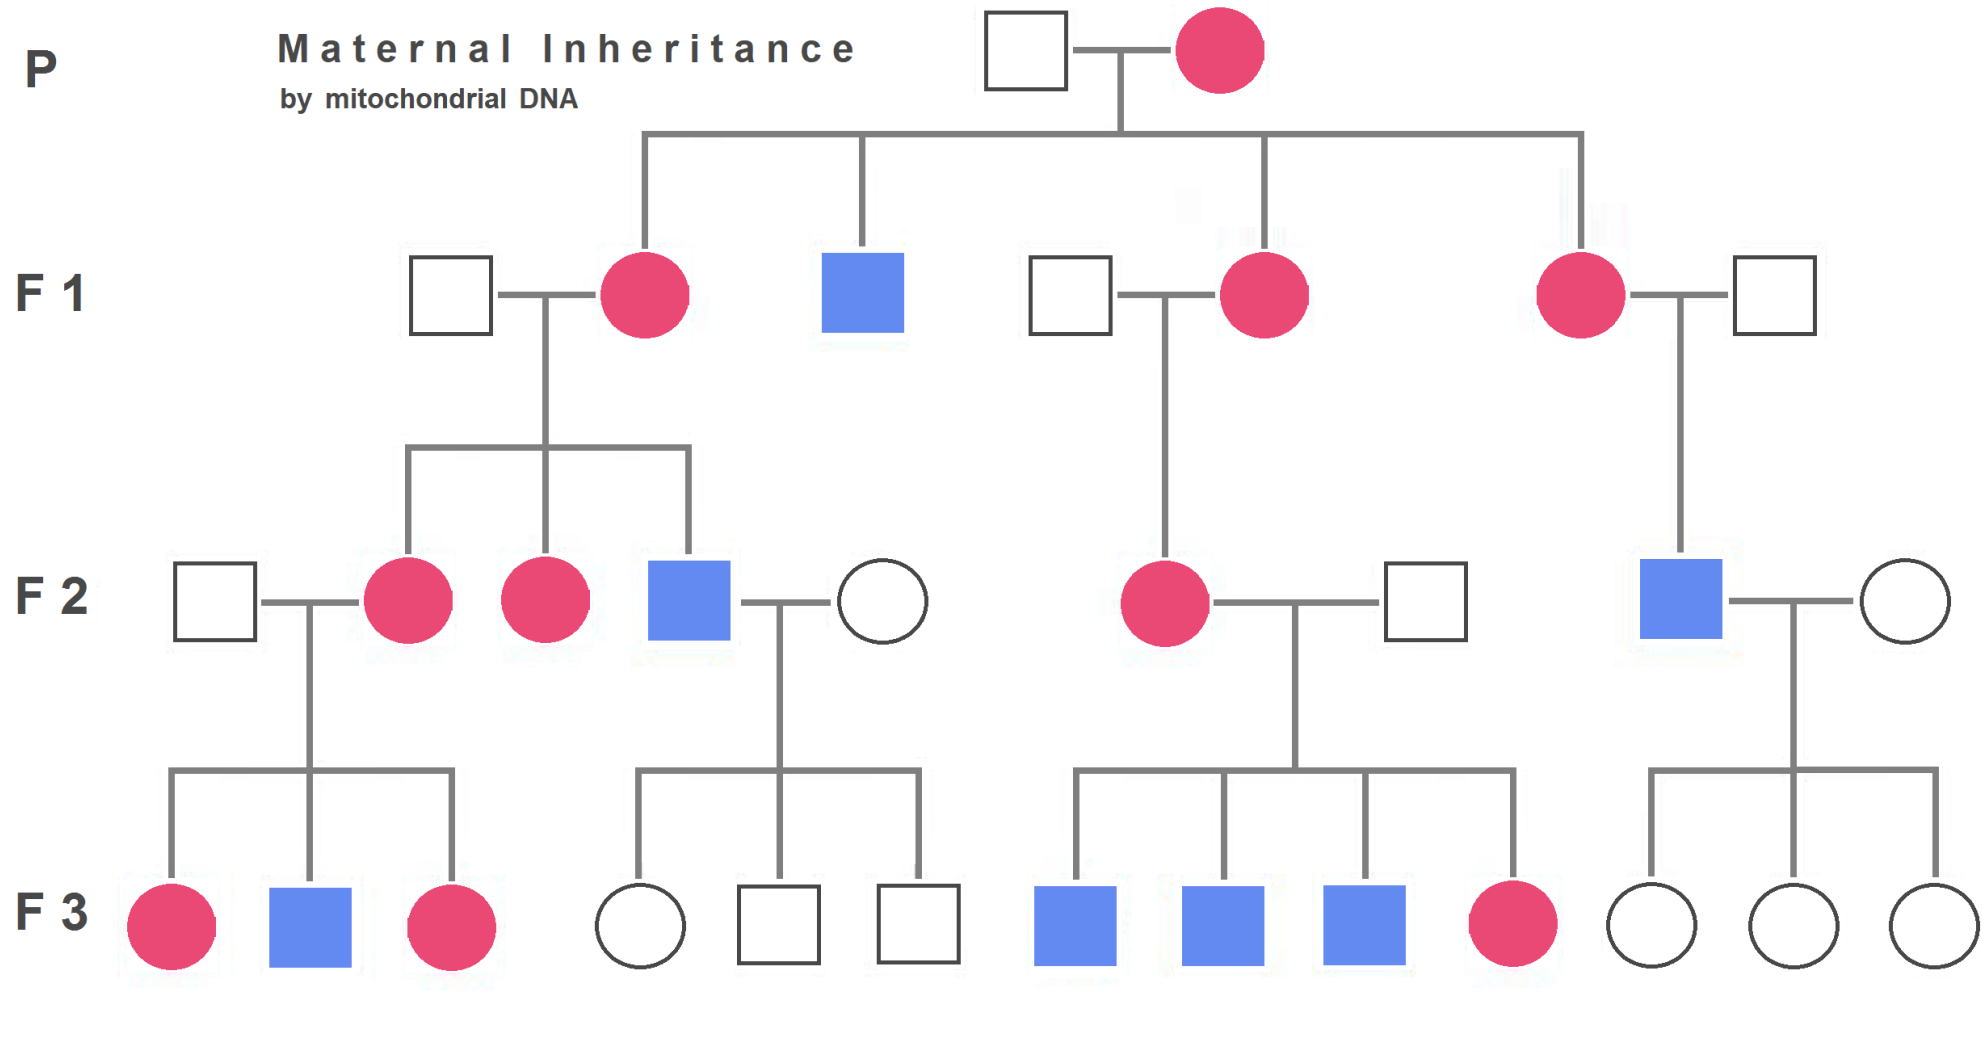 P
Maternal Inheritance
by mitochondrial DNA
F 1
F 2
F 3